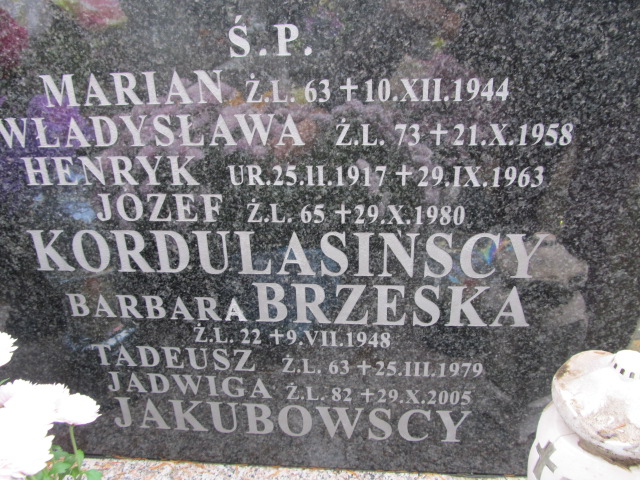 Ś.P.
MARIAN Ż.L. 63 + 10.XII.1944
WŁADYSŁAWA Ż.L. 73 + 21.X.1958
HENRYK UR.25.II.1917 + 29.IX.1963
JÓZEF Ż.L. 65 + 29.X.1980
KORDULASIŃSCY
BARBARA BRZESKA
Ż.L. 22 + 9.VII.1948
TADEUSZ Ż.L. 63 + 25.III.1979
JADWIGA Ż.L. 82 + 29.X.2005
JAKUBOWSCY